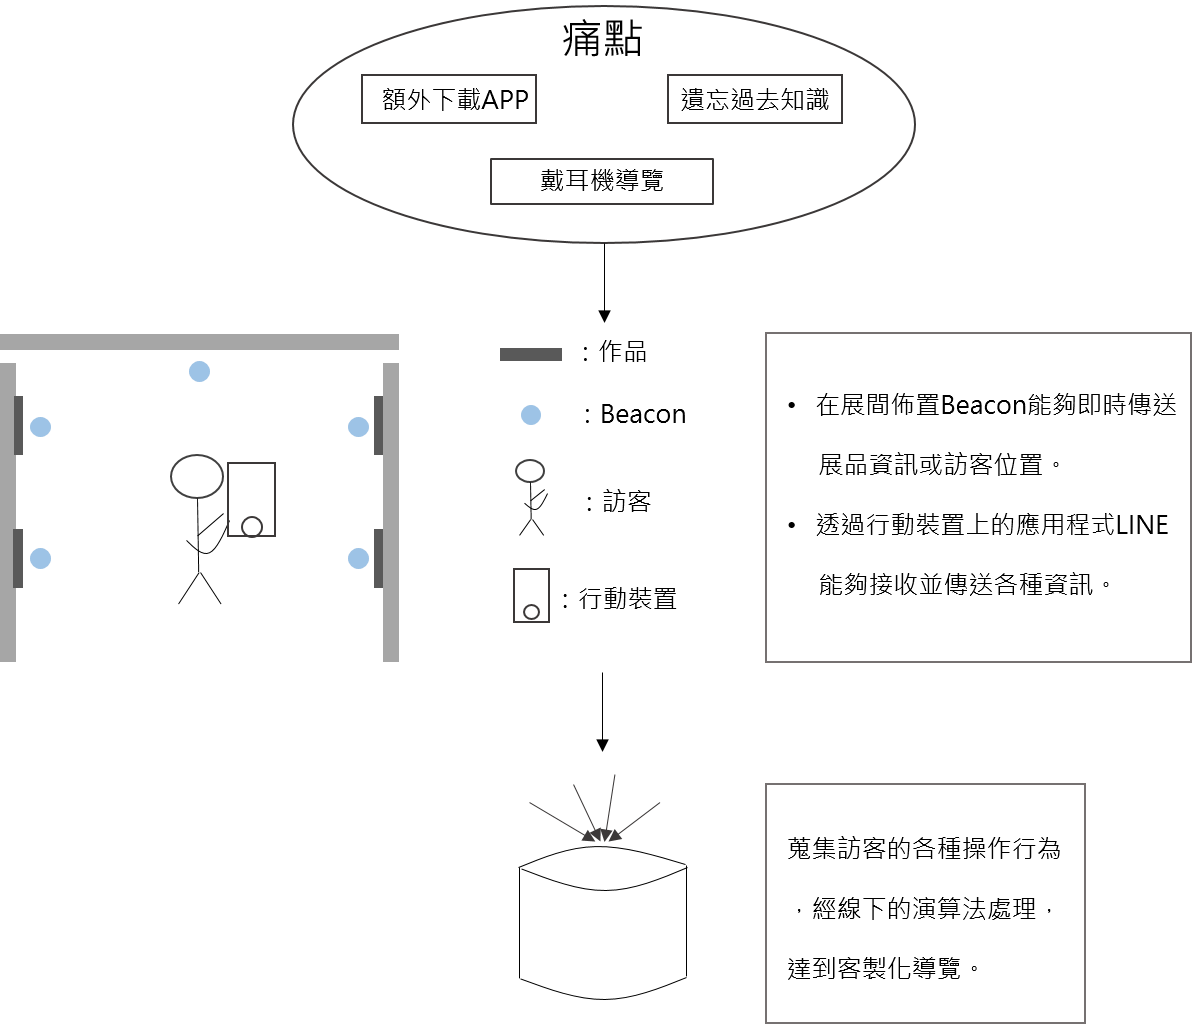 痛點
額外下載APP
遺忘過去知識
戴耳機導覽
：作品
：Beacon
：訪客
：行動裝置
• 在展間佈置Beacon能夠即時傳送
展品資訊或訪客位置。
• 透過行動裝置上的應用程式LINE
能夠接收並傳送各種資訊。
蒐集訪客的各種操作行為
，經線下的演算法處理，
達到客製化導覽。